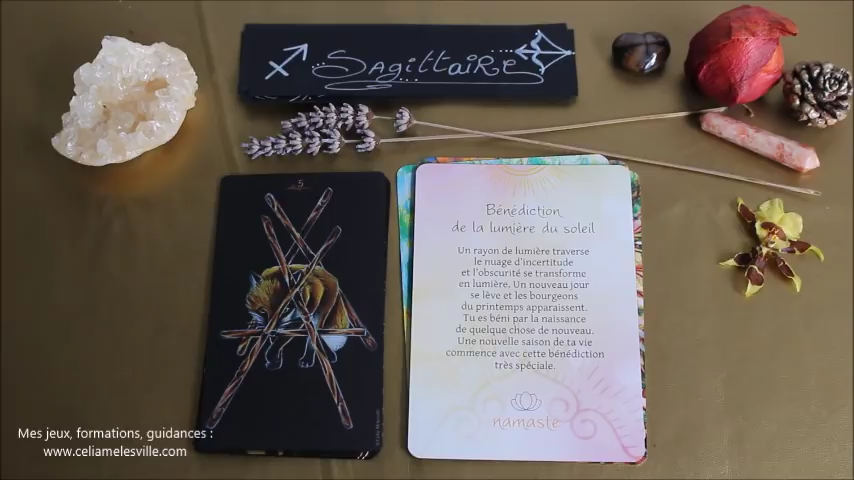 Sagittaire
5
Bénédiction
de la lumière du soleil
Un rayon de lumière traverse
le nuage d'incertitude
et l'obscurité se transforme
en lumière. Un nouveau jour
se lève et les bourgeons
du printemps apparaissent.
Tu es béni par la naissance
de quelque chose de nouveau.
Une nouvelle saison de ta vie
commence avec cette bénédiction
très spéciale.
namaste
Mes jeux, formations, guidances :
www.celiamelesville.com